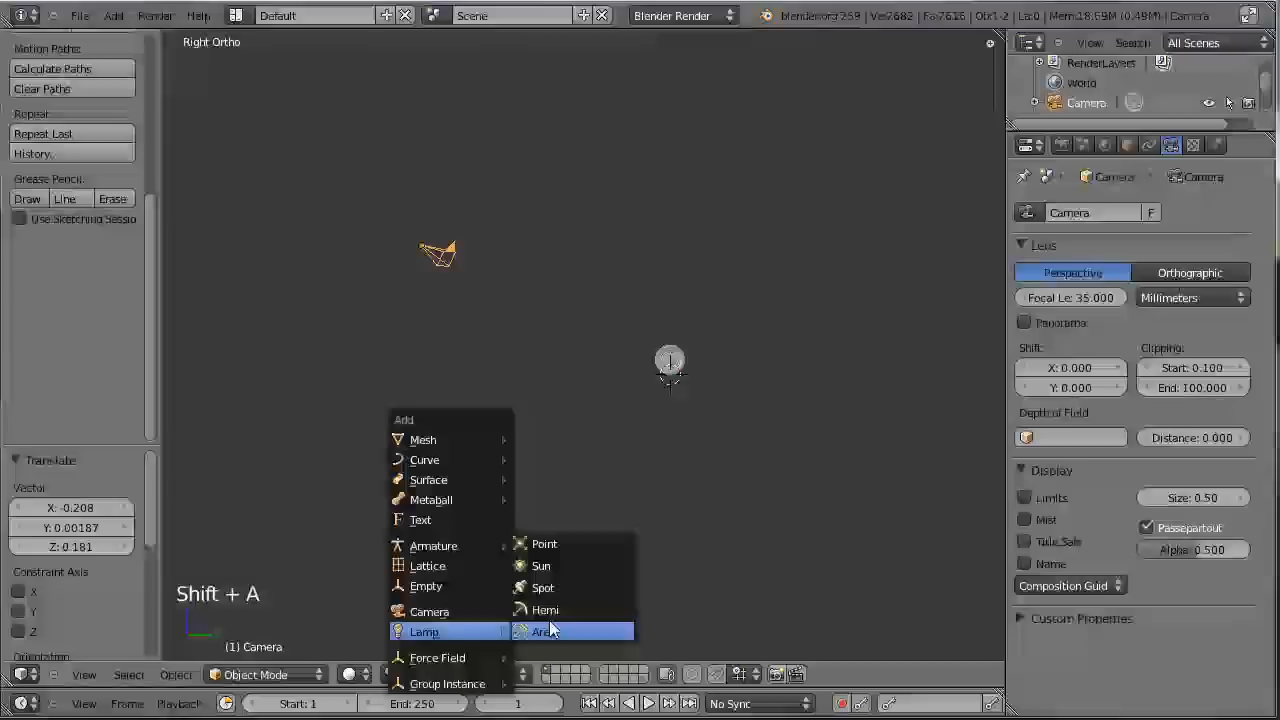 File Add Render Help Default Scene Blender Render blender.org 259 | Ve:7682 | Fa:7616 | Ob:1-2 | La:0 | Mem:18.69M (0.49M) | Camera
Motion Paths:
Calculate Paths
Clear Paths
Repeat:
Repeat Last
History...
Grease Pencil:
Draw Line Erase
Use Sketching Sessio
Translate
Vector
X: -0.208
Y: 0.00187
Z: 0.181
Constraint Axis
X
Y
Z
Orientation
Right Ortho
Add
Mesh
Curve
Surface
Metaball
Text
Armature
Lattice
Empty
Camera
Lamp
Force Field
Group Instance
Point
Sun
Spot
Hemi
Shift + A
(1) Camera
View Select Object Object Mode
View Frame Playback Start: 1 End: 250 1 No Sync
View Search All Scenes
RenderLayers
World
Camera
Camera Camera
Camera F
Lens
Perspective Orthographic
Focal Le: 35.000 Millimeters
Panorama
Shift: Clipping:
X: 0.000 Start: 0.100
Y: 0.000 End: 100.000
Depth of Field
Distance: 0.000
Display
Limits Size: 0.50
Mist Passepartout
Title Safe Alpha: 0.500
Name
Composition Guid
Custom Properties